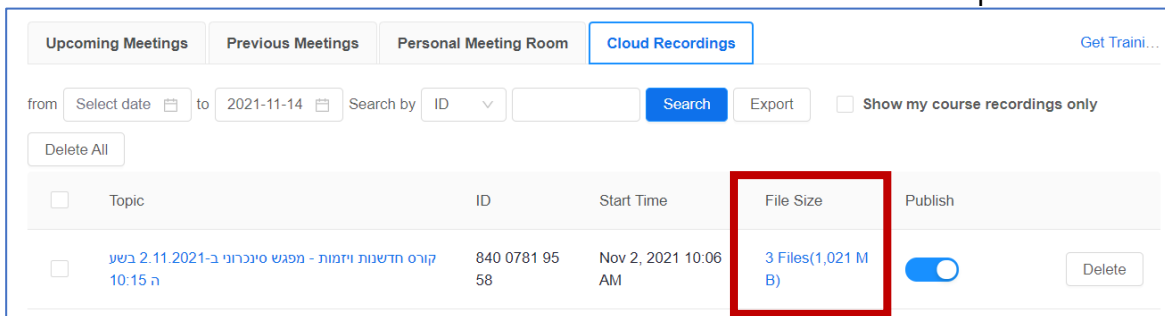 Upcoming Meetings Previous Meetings Personal Meeting Room Cloud Recordings Get Traini...
from Select date to 2021-11-14 Search by ID Search Export Show my course recordings only
Delete All
Topic ID Start Time File Size Publish
קורס חדשנות ויזמות - מפגש סינכרוני ב-2.11.2021 בשע 840 0781 95 Nov 2, 2021 10:06 3 Files(1,021 M Delete
ה 10:15 58 AM B)